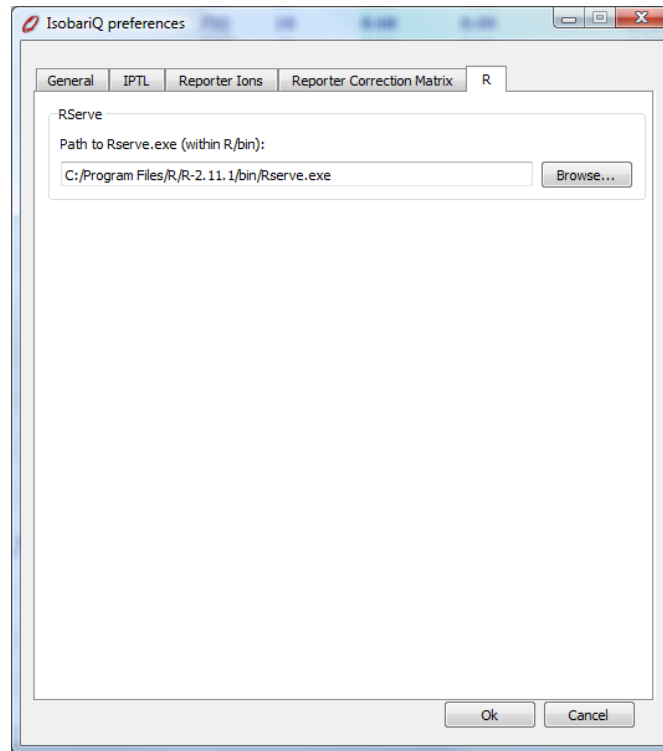 IsobariQ preferences
General
IPTL
Reporter Ions
Reporter Correction Matrix
R
RServe
Path to Rserve.exe (within R/bin):
C:/Program Files/R/R-2.11.1/bin/Rserve.exe
Browse...
Ok
Cancel